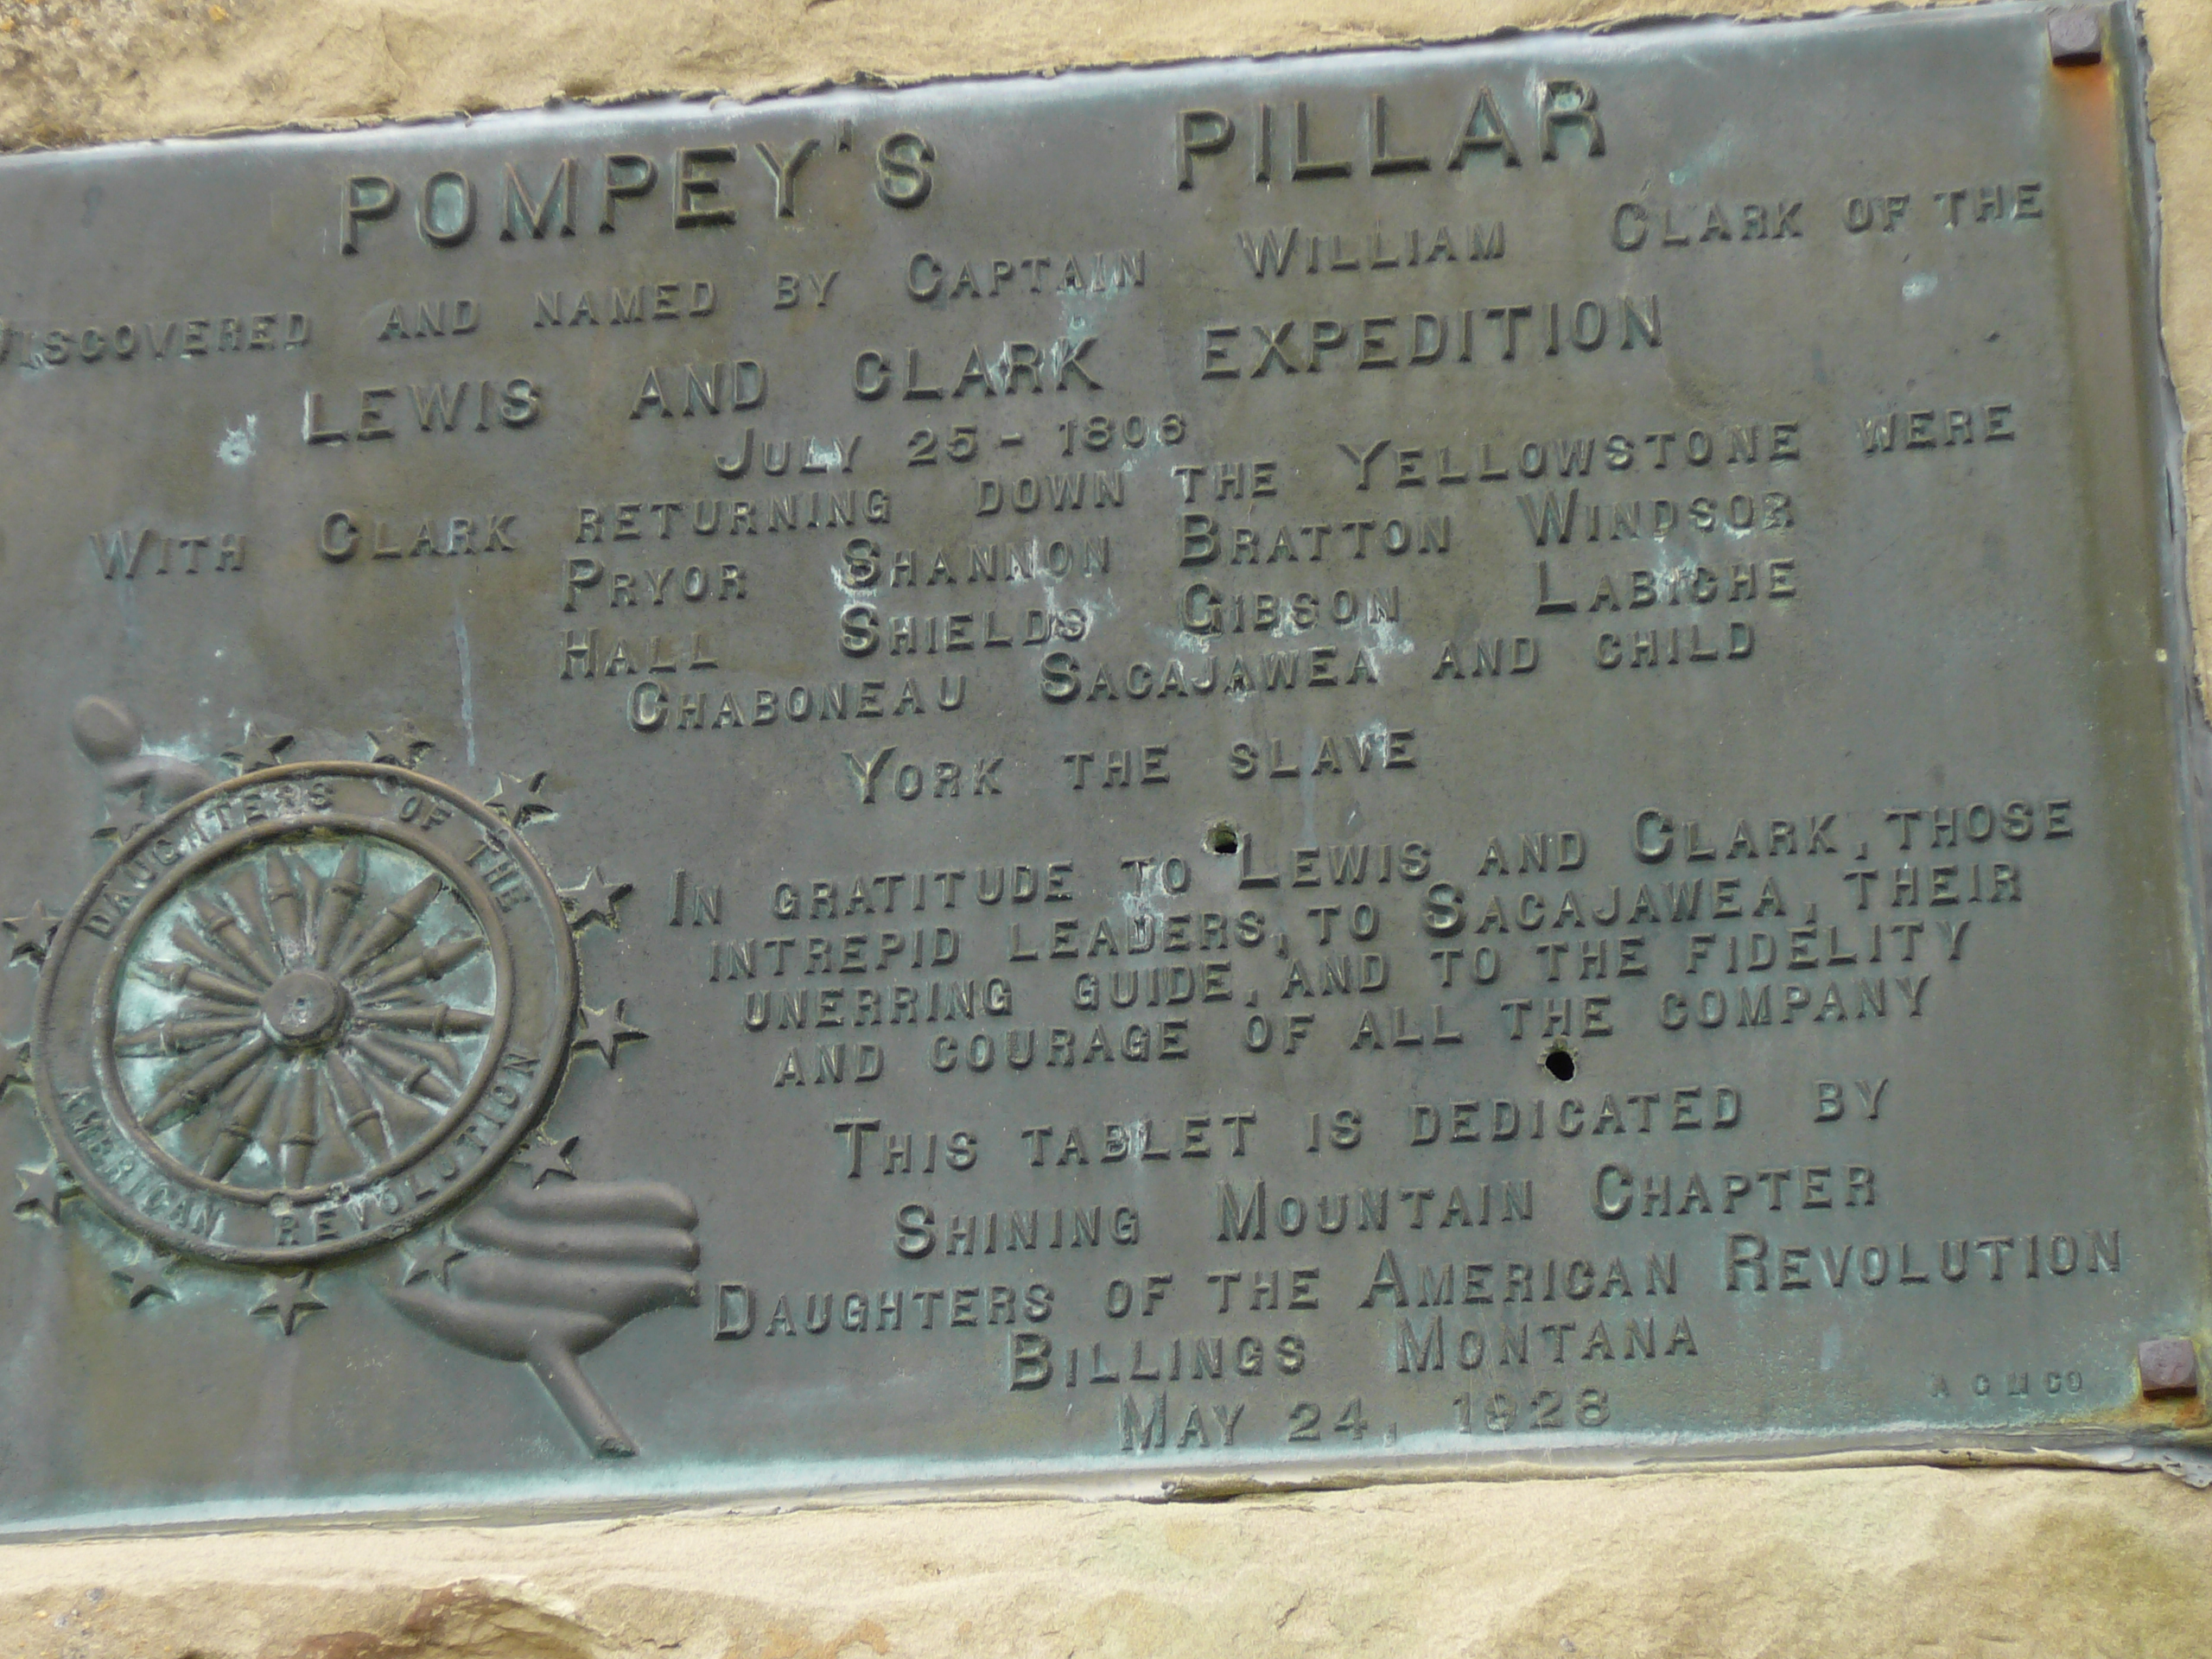 POMPEY'S PILLAR
DISCOVERED AND NAMED BY CAPTAIN WILLIAM CLARK OF THE
LEWIS AND CLARK EXPEDITION
JULY 25 - 1806
WITH CLARK RETURNING DOWN THE YELLOWSTONE WERE
PRYOR SHANNON BRATTON WINDSOR
HALL SHIELDS GIBSON LABICHE
CHABONEAU SACAJAWEA AND CHILD
YORK THE SLAVE
IN GRATITUDE TO LEWIS AND CLARK, THOSE
INTREPID LEADERS, TO SACAJAWEA, THEIR
UNERRING GUIDE, AND TO THE FIDELITY
AND COURAGE OF ALL THE COMPANY
THIS TABLET IS DEDICATED BY
SHINING MOUNTAIN CHAPTER
DAUGHTERS OF THE AMERICAN REVOLUTION
BILLINGS MONTANA
MAY 24, 1928
DAUGHTERS OF THE
AMERICAN REVOLUTION